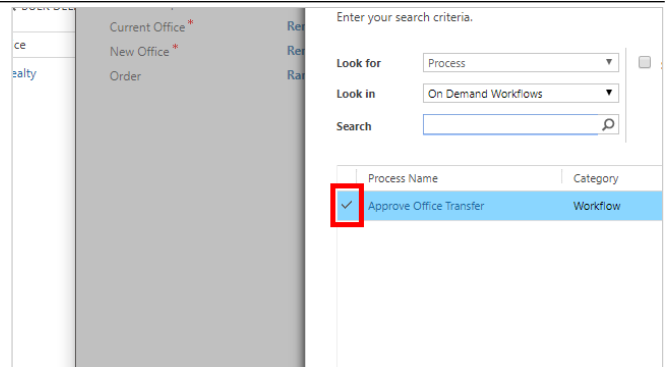 Enter your search criteria.
Current Office *
New Office *
Order
ce
Look for Process
Look in On Demand Workflows
Search
Process Name Category
Approve Office Transfer Workflow